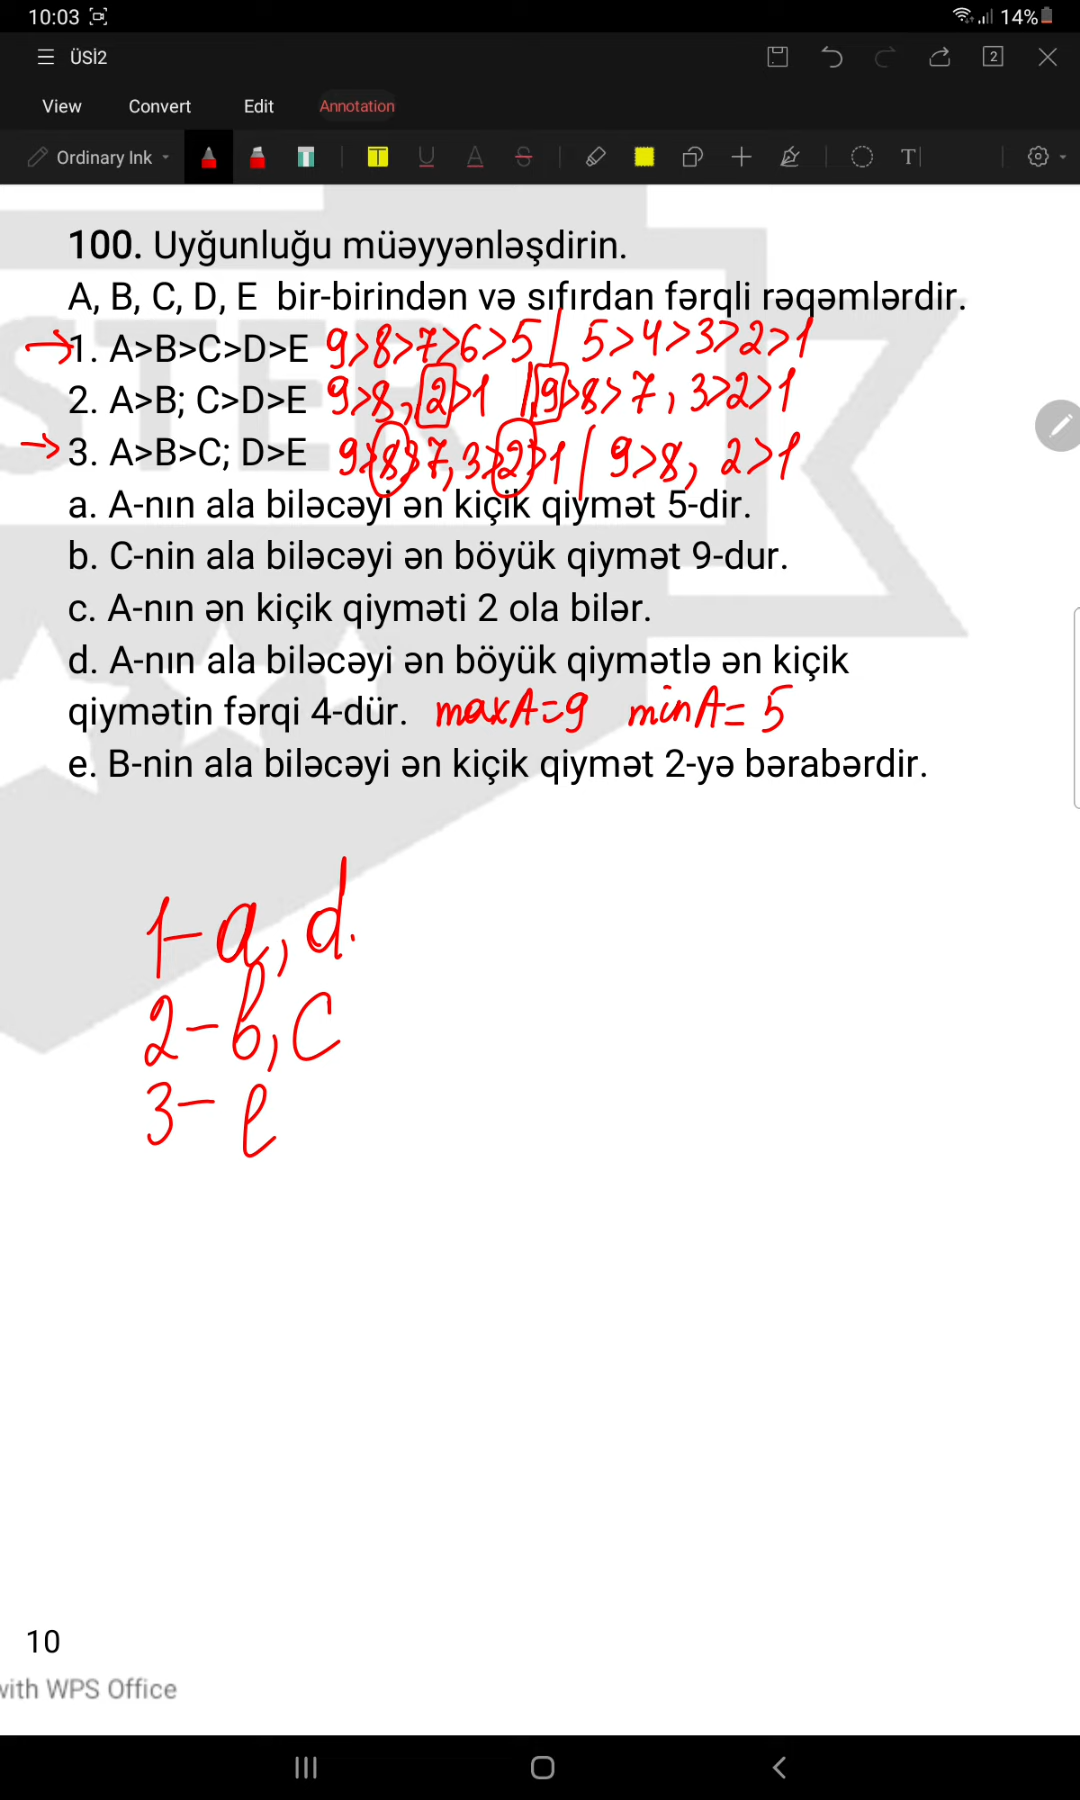 10:03 14%
ÜSİ2 2
View Convert Edit Annotation
Ordinary Ink T U A S T
100. Uyğunluğu müəyyənləşdirin.
A, B, C, D, E bir-birindən və sıfırdan fərqli rəqəmlərdir.
→1. A>B>C>D>E 9>8>7>6>5 | 5>4>3>2>1
2. A>B; C>D>E 9>8, 2>1 | 9>8>7, 3>2>1
→3. A>B>C; D>E 9>8>7, 3>2>1 | 9>8, 2>1
a. A-nın ala biləcəyi ən kiçik qiymət 5-dir.
b. C-nin ala biləcəyi ən böyük qiymət 9-dur.
c. A-nın ən kiçik qiyməti 2 ola bilər.
d. A-nın ala biləcəyi ən böyük qiymətlə ən kiçik
qiymətin fərqi 4-dür. maxA=9 minA=5
e. B-nin ala biləcəyi ən kiçik qiymət 2-yə bərabərdir.
1-a, d.
2-b, c
3-e
10
with WPS Office